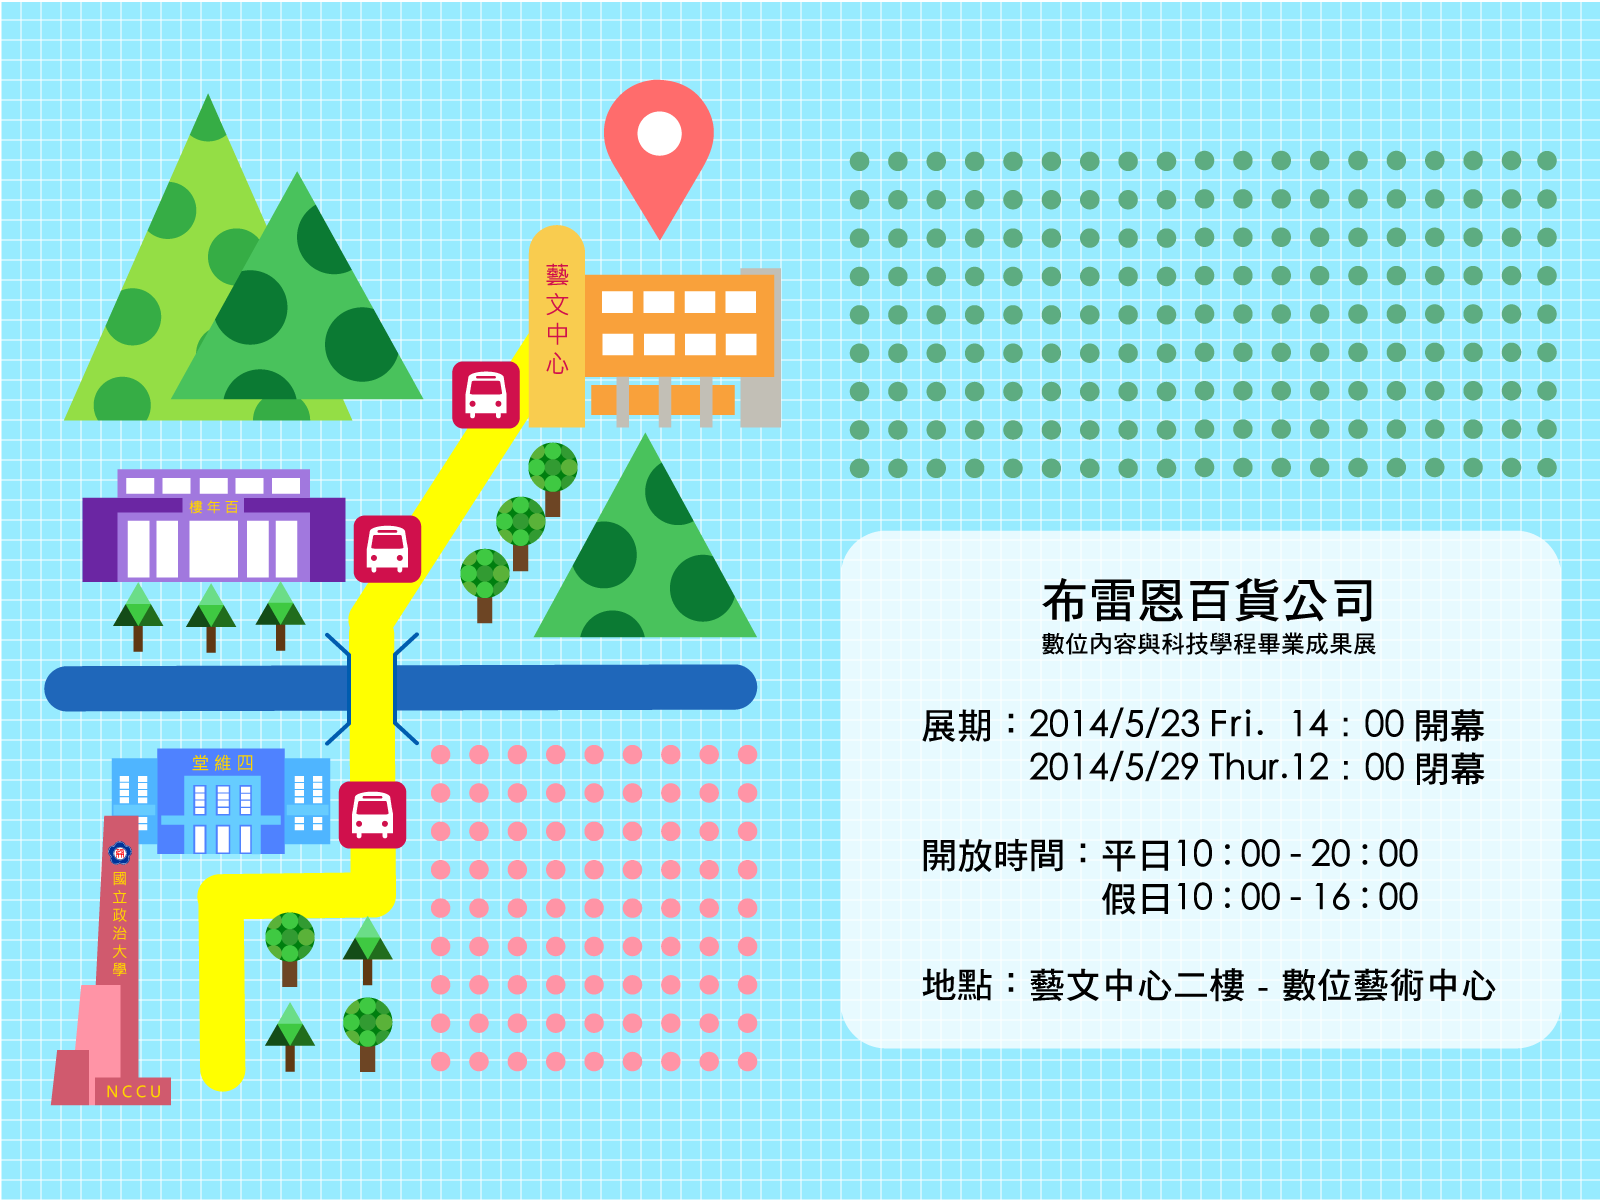 藝文中心
百年樓
四維堂
國立政治大學
NCCU
布雷恩百貨公司
數位內容與科技學程畢業成果展
展期：2014/5/23 Fri. 14：00 開幕
2014/5/29 Thur.12：00 閉幕
開放時間：平日10：00 - 20：00
假日10：00 - 16：00
地點：藝文中心二樓 - 數位藝術中心